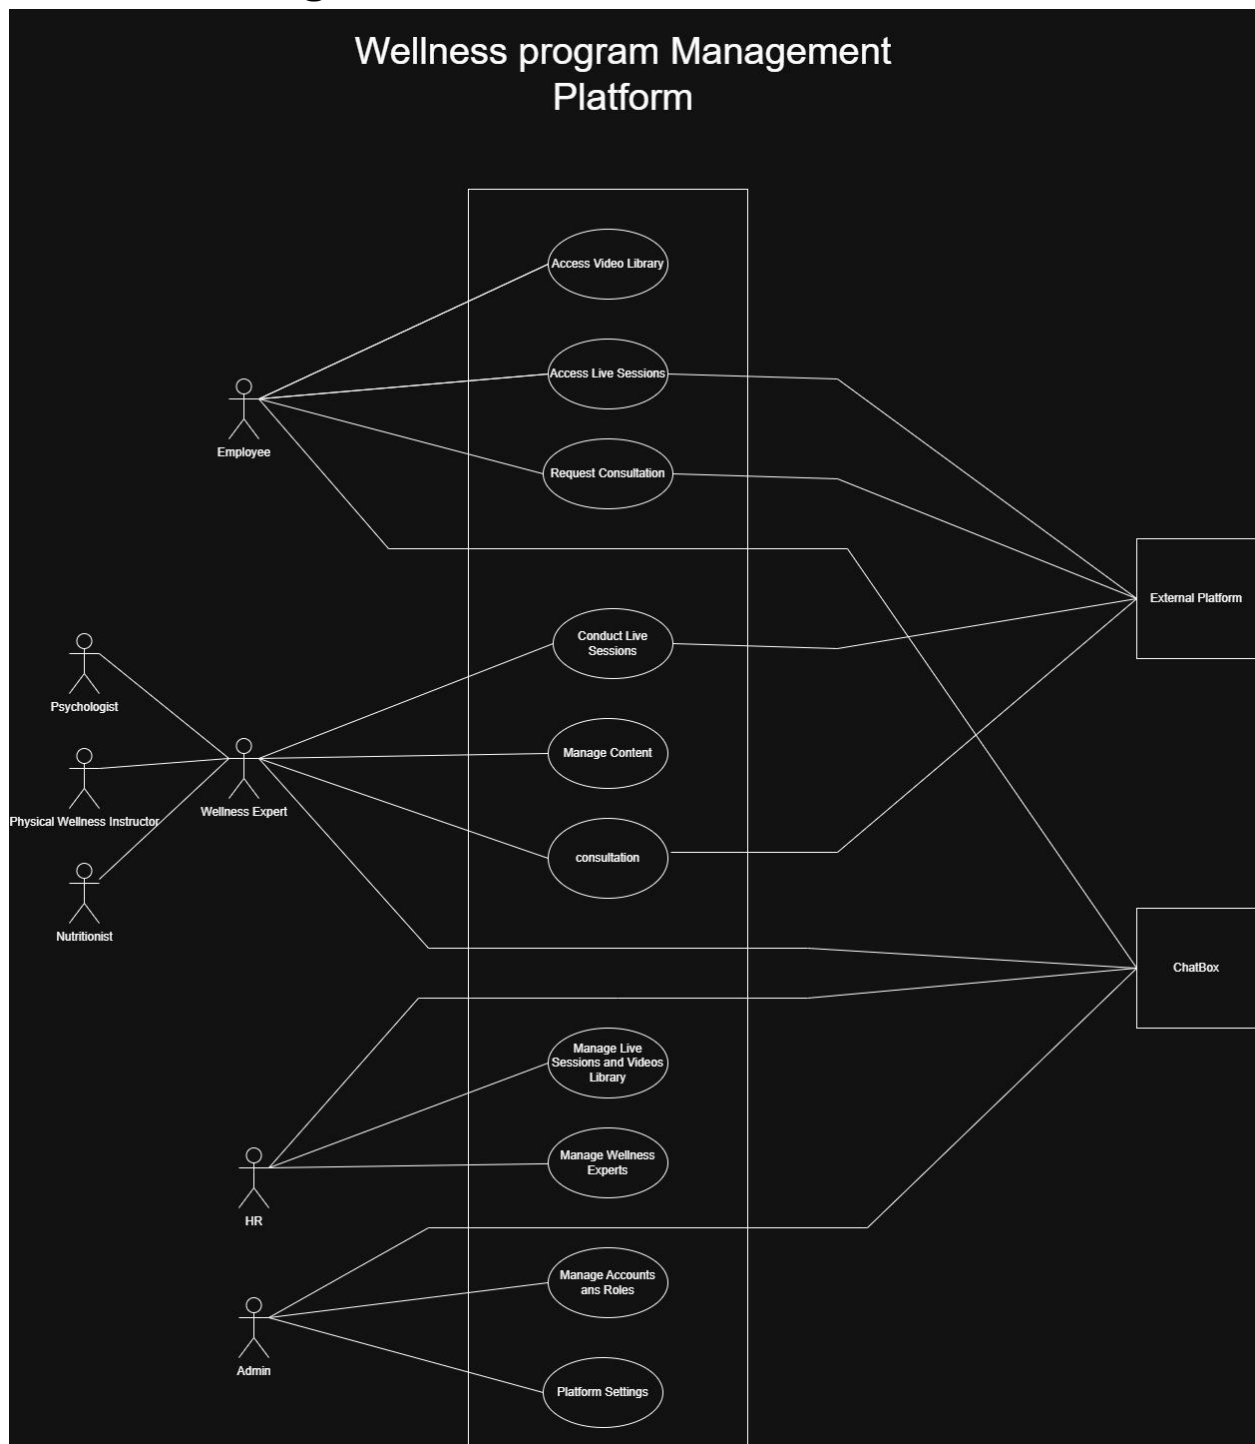 Wellness program Management
Platform
Access Video Library
Access Live Sessions
Employee
Request Consultation
External Platform
Conduct Live
Sessions
Psychologist
Manage Content
Physical Wellness Instructor
Wellness Expert
consultation
Nutritionist
ChatBox
Manage Live
Sessions and Videos
Library
Manage Wellness
Experts
HR
Manage Accounts
ans Roles
Admin
Platform Settings